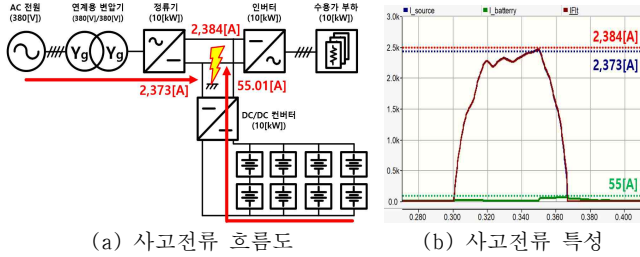 AC 전원
(380[V])
연계용 변압기
(380[V]/380[V])
정류기
(10[kW])
인버터
(10[kW])
수용가 부하
(10[kW])
Yg Yg
2,384[A]
2,373[A]
55.01[A]
DC/DC 컨버터
(10[kW])
(a) 사고전류 흐름도
I_source I_batterry IFlt
3.0k
2.5k
2.0k
1.5k
1.0k
0.5k
0.0
2,384[A]
2,373[A]
55[A]
0.280 0.300 0.320 0.340 0.360 0.380 0.400
(b) 사고전류 특성